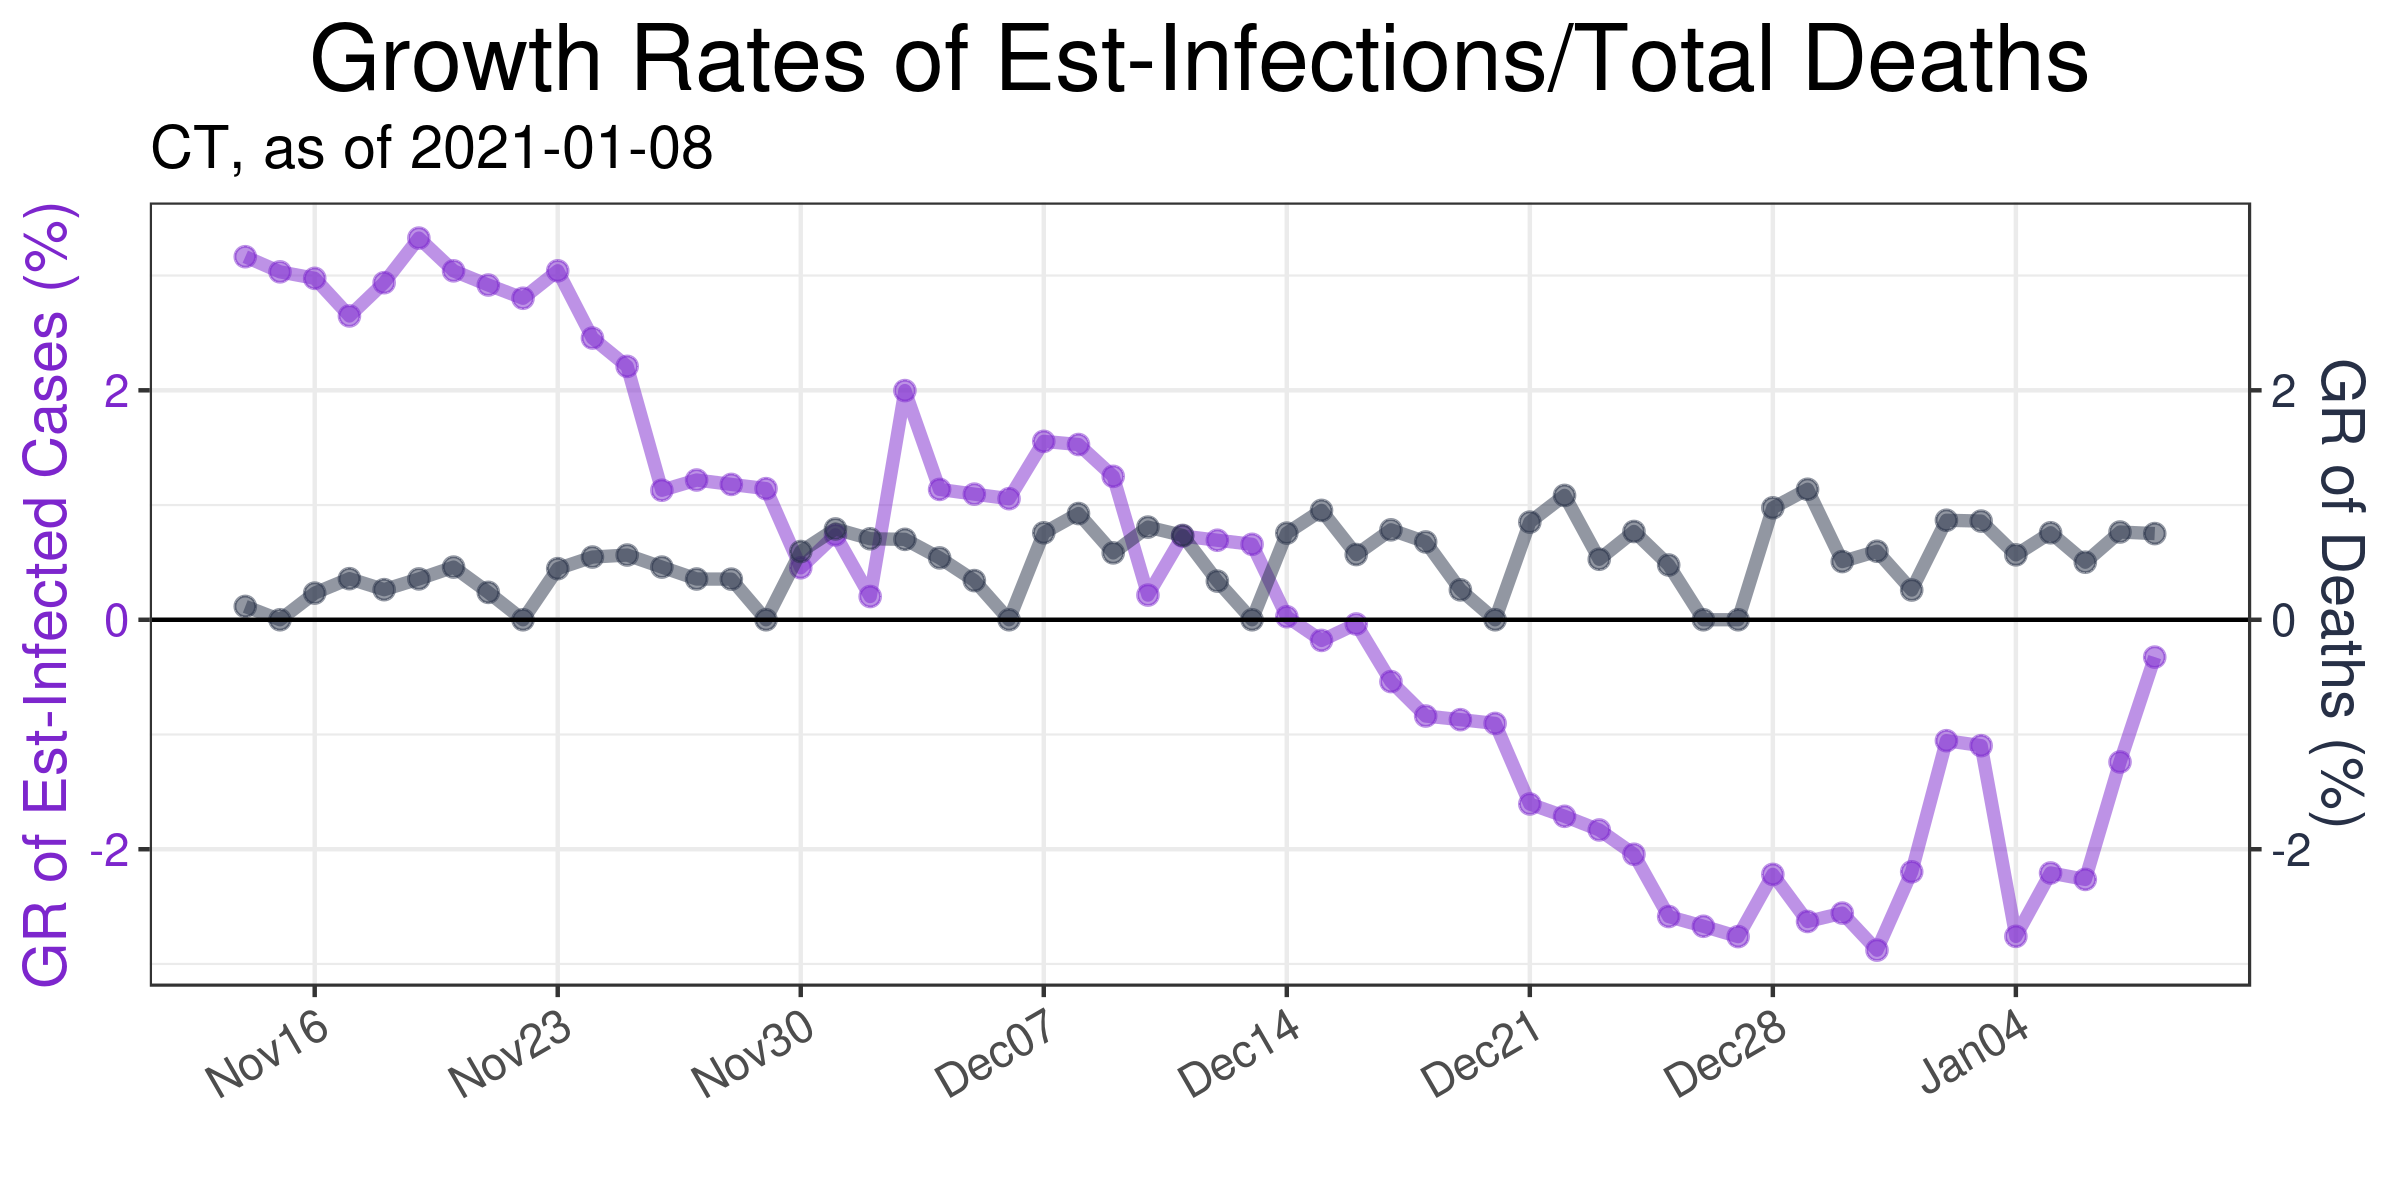 Growth Rates of Est-Infections/Total Deaths
CT, as of 2021-01-08
GR of Est-Infected Cases (%)
2
0
-2
2
0
-2
GR of Deaths (%)
Nov16
Nov23
Nov30
Dec07
Dec14
Dec21
Dec28
Jan04